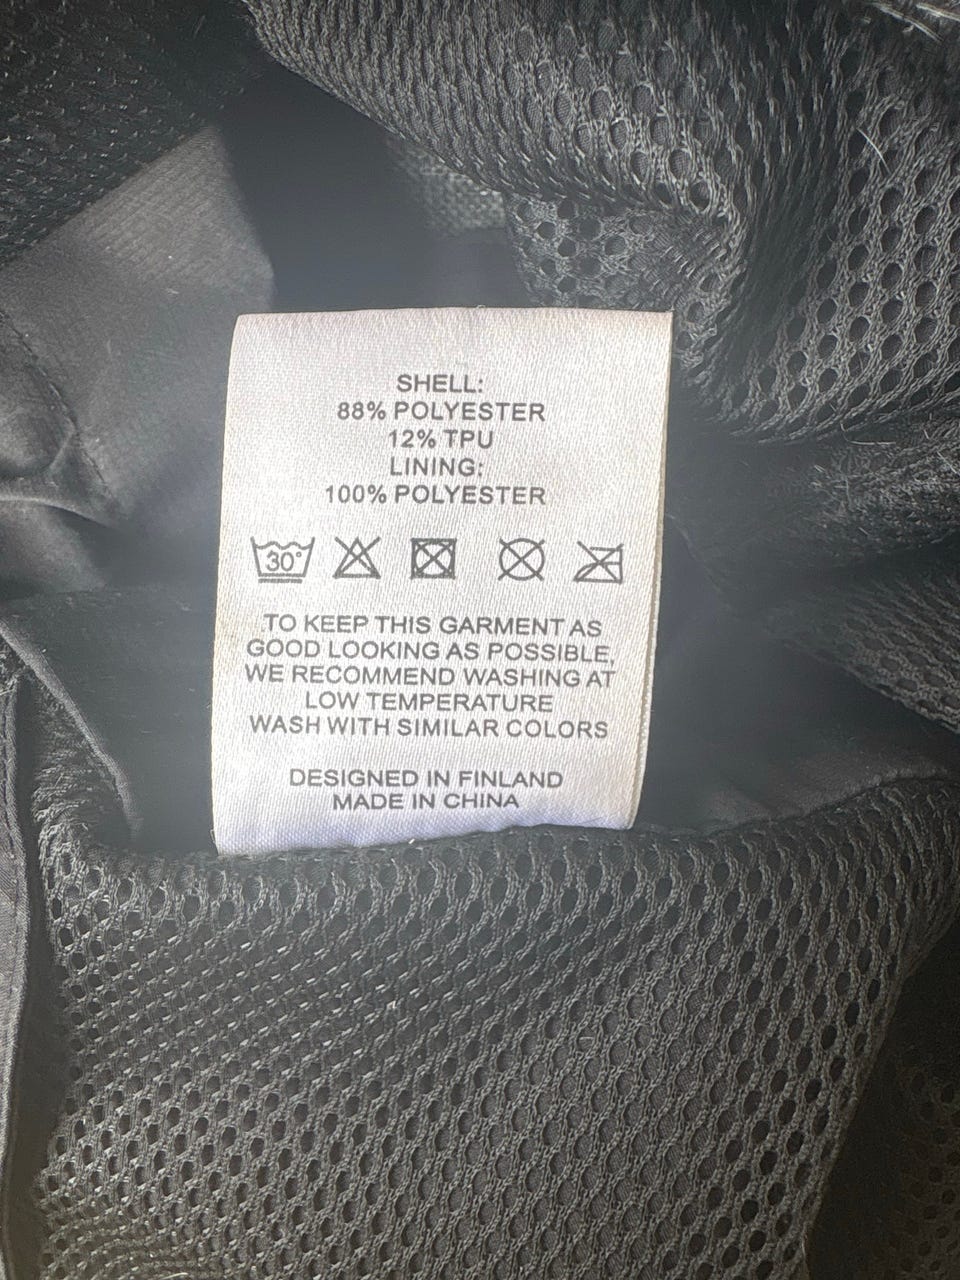 SHELL:
88% POLYESTER
12% TPU
LINING:
100% POLYESTER
30°
TO KEEP THIS GARMENT AS
GOOD LOOKING AS POSSIBLE,
WE RECOMMEND WASHING AT
LOW TEMPERATURE
WASH WITH SIMILAR COLORS
DESIGNED IN FINLAND
MADE IN CHINA